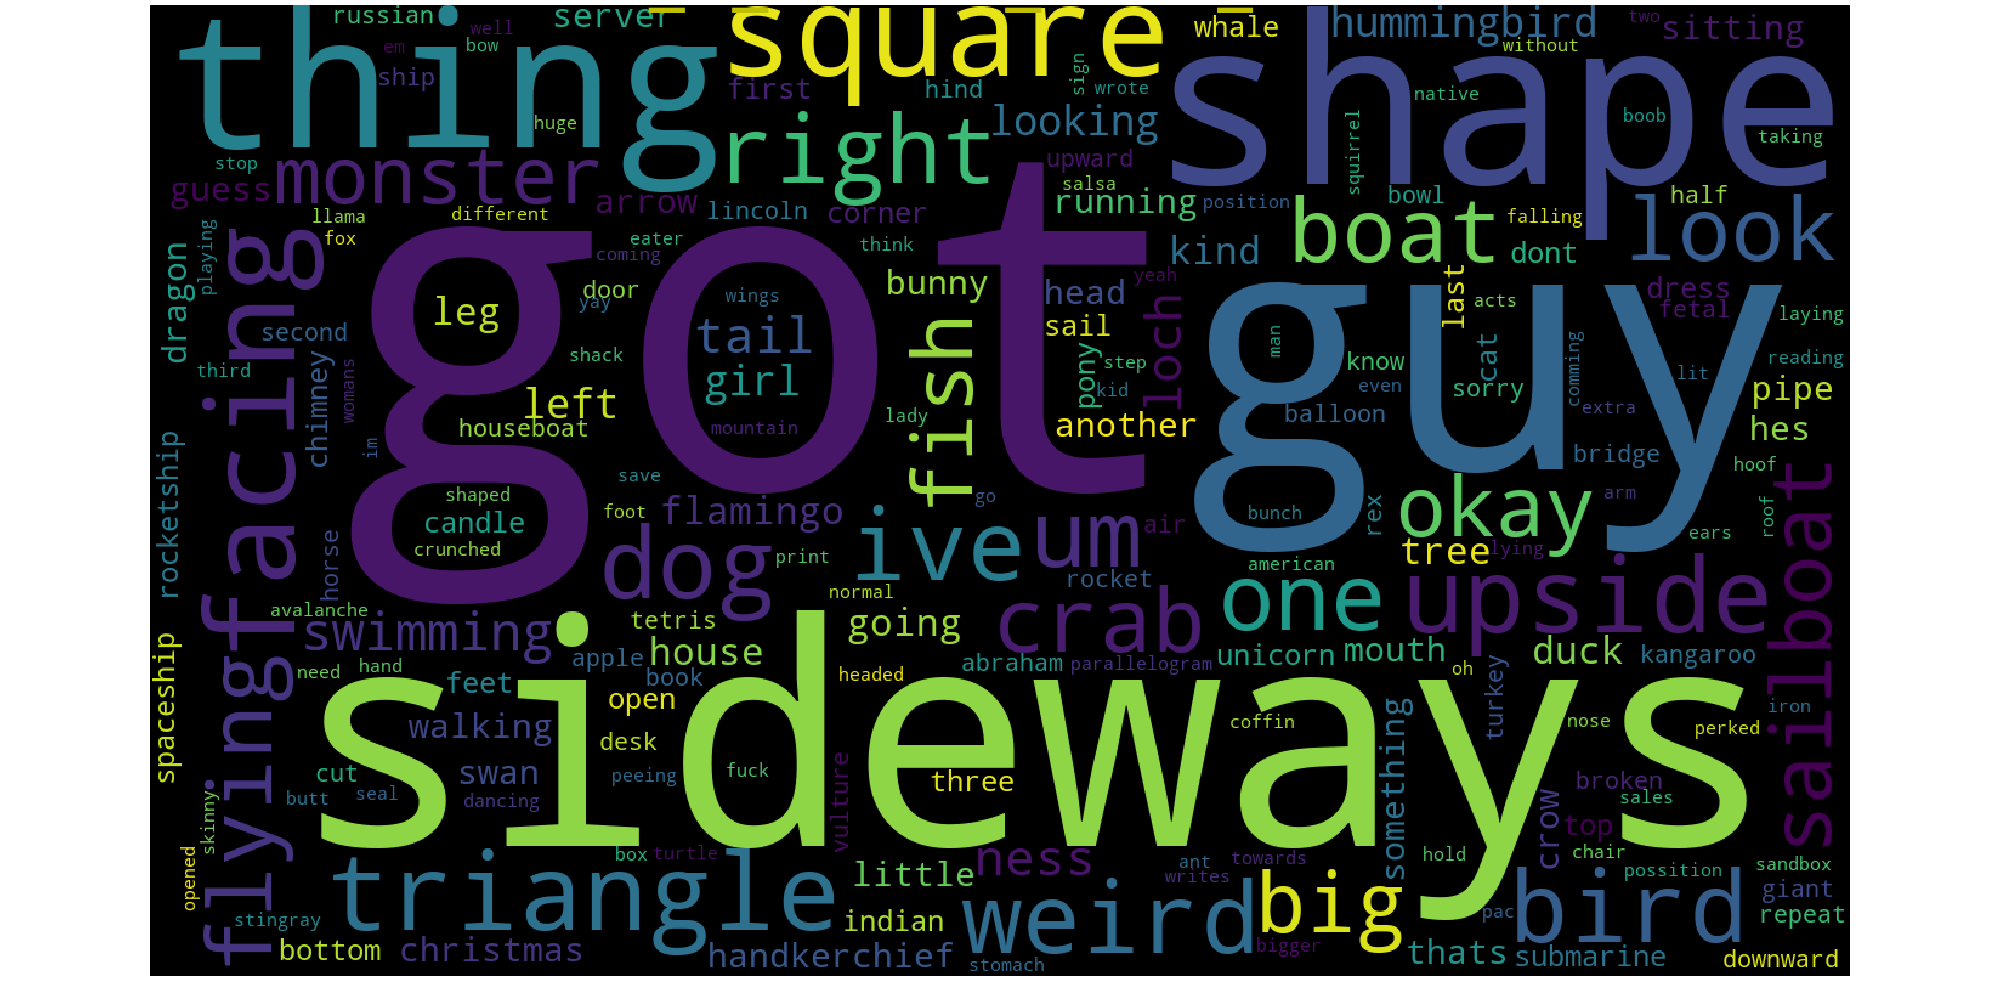 russian
server
well
em
bow
ship
thing
square
whale
hummingbird
two
sitting
without
shape
first
hind
sign
wrote
native
boob
taking
huge
looking
right
squirrel
stop
monster
guess
upward
salsa
running
arrow
lincoln
corner
position
bowl
half
llama
different
boat
falling
look
fox
eater
think
kind
dont
playing
dragon
coming
got
guy
door
yay
wings
bunny
head
yeah
last
acts
dress
fetal
laying
leg
tail
sail
loch
man
second
shack
fish
pony
step
know
cat
comming
reading
third
womans
chimney
girl
kid
even
sorry
lit
pipe
left
lady
another
balloon
extra
hes
houseboat
mountain
im
bridge
rocketship
flyingfacing
save
hoof
shaped
go
okay
arm
candle
foot
flamingo
ive
um
air
bunch
rex
ears
roof
crunched
horse
dog
print
tree
lying
rocket
american
normal
one
upside
sailboat
avalanche
tetris
going
crab
swimming
house
apple
abraham
parallelogram
unicorn
mouth
duck
kangaroo
need
hand
book
headed
oh
feet
open
turkey
iron
spaceship
walking
sideways
coffin
something
nose
perked
desk
cut
swan
peeing
fuck
three
broken
butt
seal
dancing
vulture
sales
skinny
crow
top
box
turtle
ness
ant
towards
hold
chair
sandbox
opened
triangle
little
writes
big
bird
possition
giant
stingray
indian
weird
pac
repeat
bottom
christmas
handkerchief
stomach
bigger
thats
submarine
downward